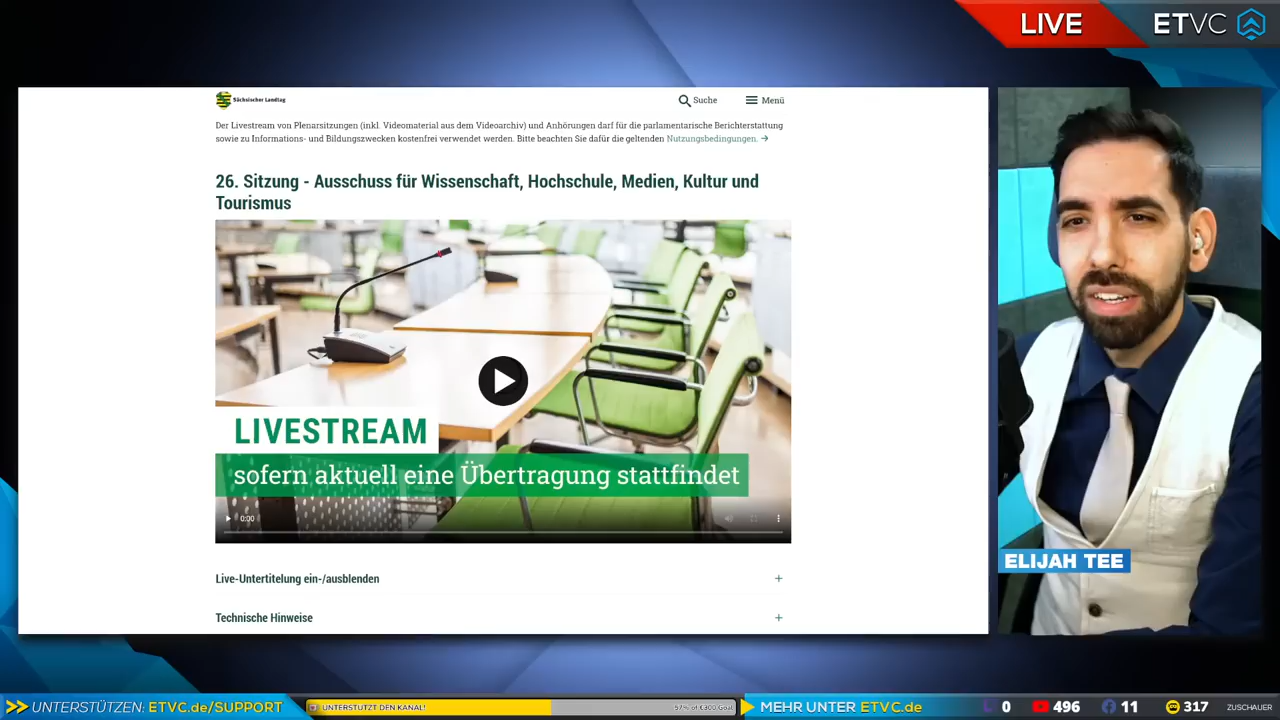 LIVE
ETVC
Sächsischer Landtag
Suche
Menü
Der Livestream von Plenarsitzungen (inkl. Videomaterial aus dem Videoarchiv) und Anhörungen darf für die parlamentarische Berichterstattung
sowie zu Informations- und Bildungszwecken kostenfrei verwendet werden. Bitte beachten Sie dafür die geltenden Nutzungsbedingungen. →
26. Sitzung - Ausschuss für Wissenschaft, Hochschule, Medien, Kultur und
Tourismus
LIVESTREAM
sofern aktuell eine Übertragung stattfindet
0:00
ELIJAH TEE
Live-Untertitelung ein-/ausblenden +
Technische Hinweise +
UNTERSTÜTZEN: ETVC.de/SUPPORT
UNTERSTÜTZT DEN KANAL!
57% of €300 Goal
MEHR UNTER ETVC.de
0
496
11
317
ZUSCHAUER